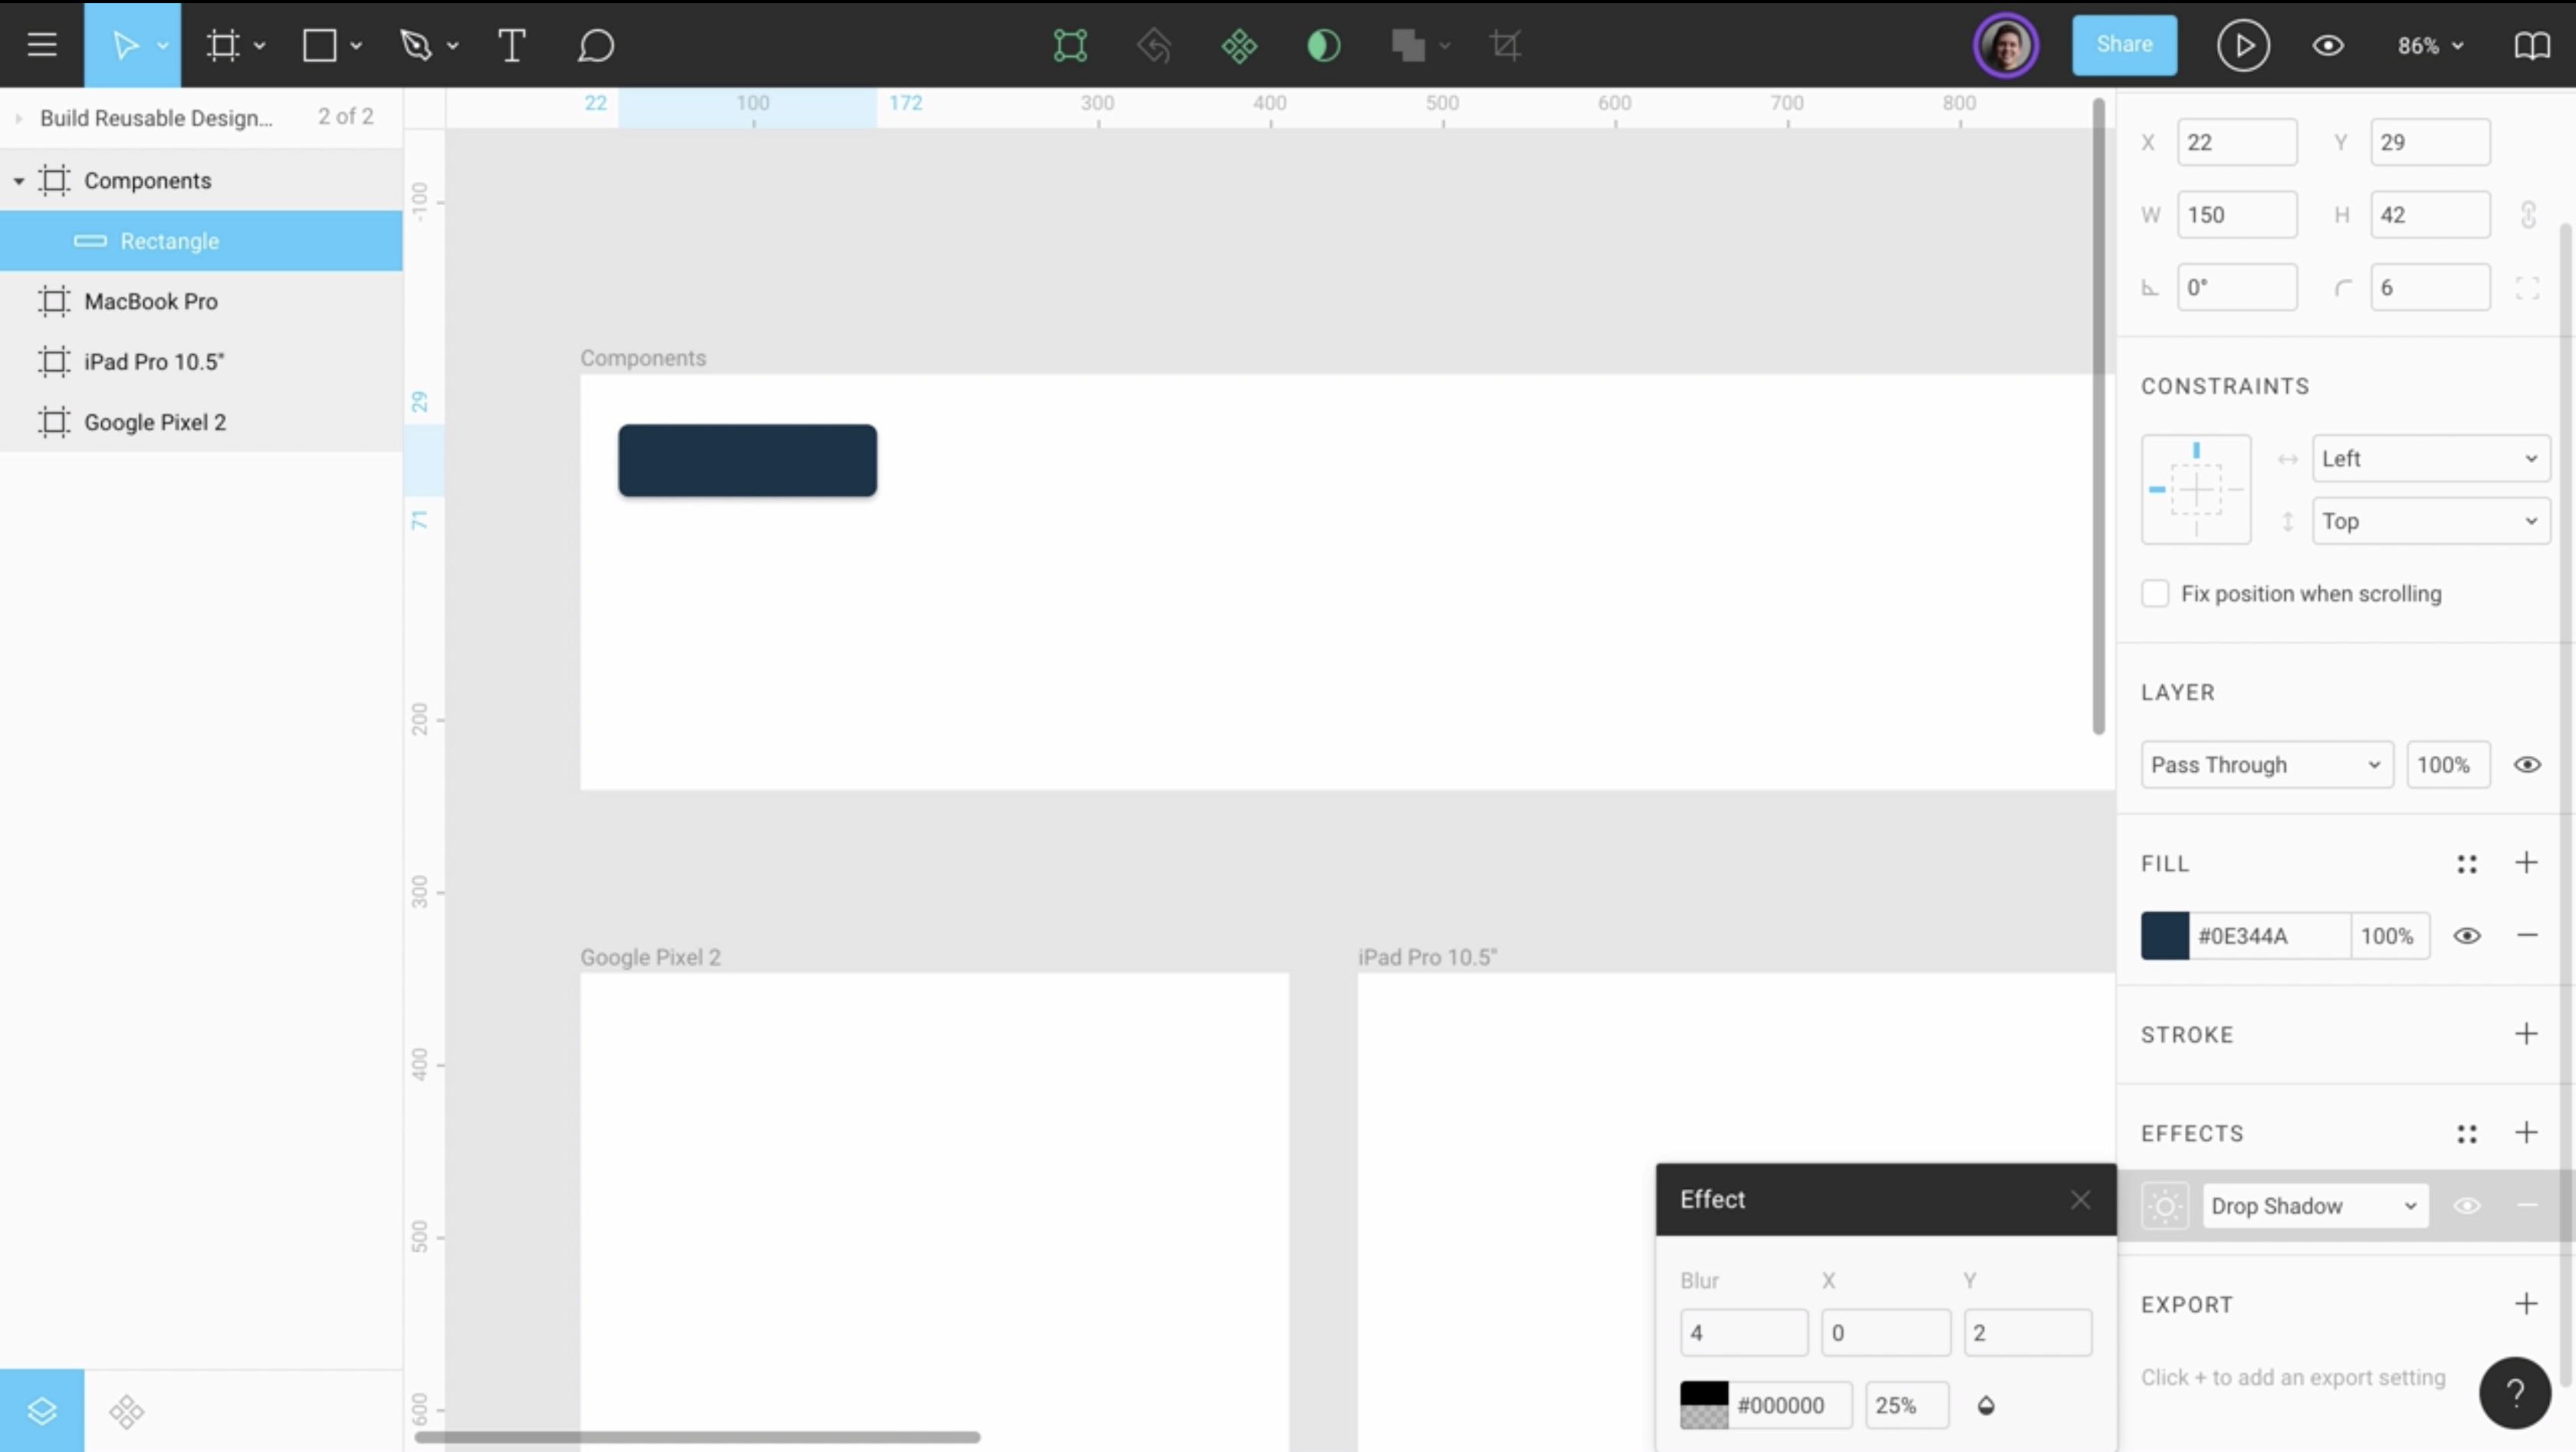 Share
86%
Build Reusable Design... 2 of 2
Components
Rectangle
MacBook Pro
iPad Pro 10.5"
Google Pixel 2
22 100 172 300 400 500 600 700 800
-100
29
71
200
300
400
500
600
Components
Google Pixel 2
iPad Pro 10.5"
X 22 Y 29
W 150 H 42
0° 6
CONSTRAINTS
Left
Top
Fix position when scrolling
LAYER
Pass Through 100%
FILL
#0E344A 100%
STROKE
EFFECTS
Drop Shadow
EXPORT
Click + to add an export setting
?
Effect
Blur X Y
4 0 2
#000000 25%